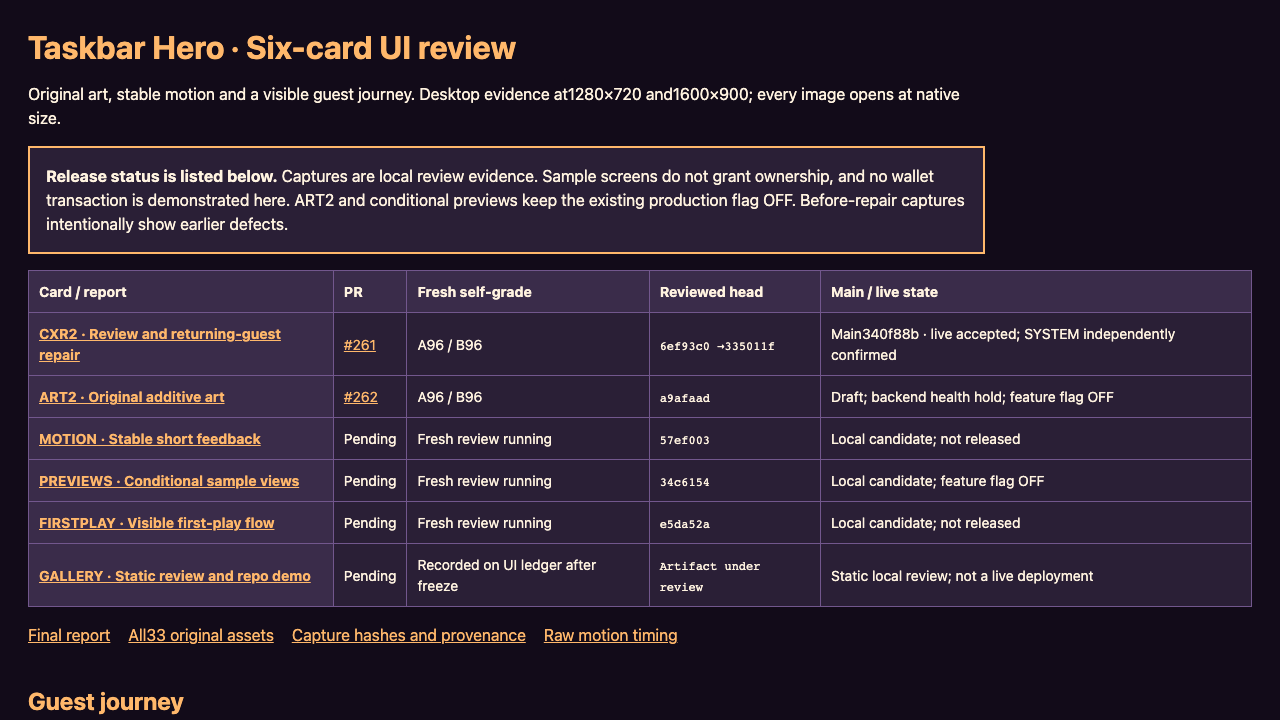 Taskbar Hero · Six-card UI review
Original art, stable motion and a visible guest journey. Desktop evidence at1280×720 and1600×900; every image opens at native
size.
Release status is listed below. Captures are local review evidence. Sample screens do not grant ownership, and no wallet
transaction is demonstrated here. ART2 and conditional previews keep the existing production flag OFF. Before-repair captures
intentionally show earlier defects.
Card / report PR Fresh self-grade Reviewed head Main / live state
CXR2 · Review and returning-guest
repair
#261
A96 / B96
6ef93c0 →335011f
Main340f88b · live accepted; SYSTEM independently
confirmed
ART2 · Original additive art #262 A96 / B96 a9afaad Draft; backend health hold; feature flag OFF
MOTION · Stable short feedback Pending Fresh review running 57ef003 Local candidate; not released
PREVIEWS · Conditional sample views Pending Fresh review running 34c6154 Local candidate; feature flag OFF
FIRSTPLAY · Visible first-play flow Pending Fresh review running e5da52a Local candidate; not released
GALLERY · Static review and repo demo Pending
Recorded on UI ledger after
freeze
Artifact under
review
Static local review; not a live deployment
Final report All33 original assets Capture hashes and provenance Raw motion timing
Guest journey